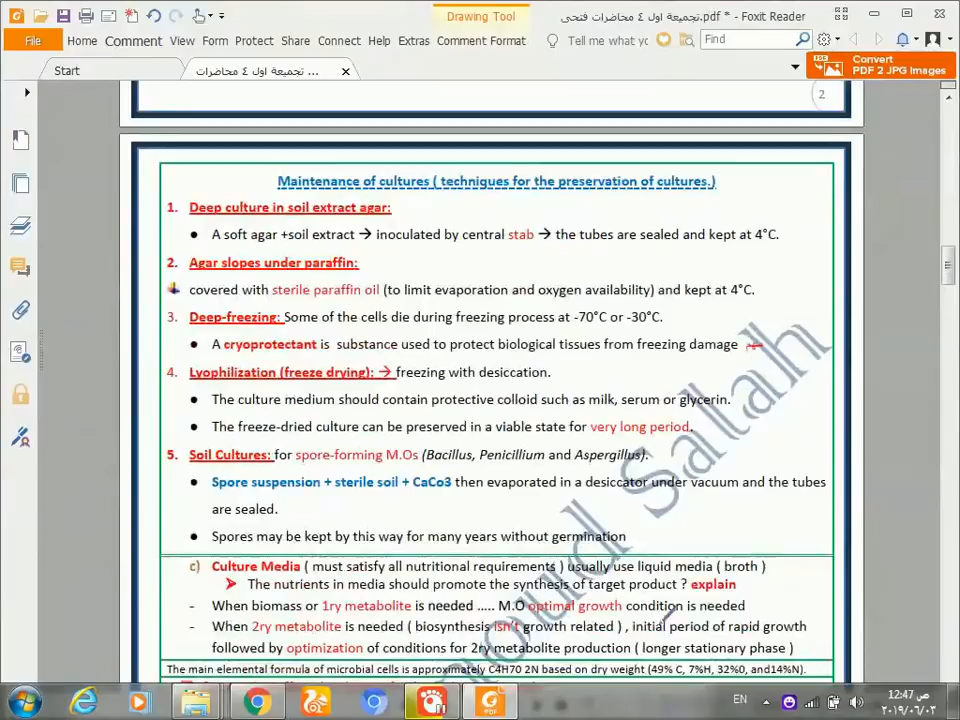 Drawing Tool
تجميعة اول ٤ محاضرات فتحى.pdf * - Foxit Reader
File Home Comment View Form Protect Share Connect Help Extras Comment Format Tell me what yo Find
Start
تجميعة اول ٤ محاضرات ...
Convert
PDF 2 JPG Images
2
Maintenance of cultures ( techniques for the preservation of cultures.)
1. Deep culture in soil extract agar:
● A soft agar +soil extract → inoculated by central stab → the tubes are sealed and kept at 4°C.
2. Agar slopes under paraffin:
covered with sterile paraffin oil (to limit evaporation and oxygen availability) and kept at 4°C.
3. Deep-freezing: Some of the cells die during freezing process at -70°C or -30°C.
● A cryoprotectant is substance used to protect biological tissues from freezing damage
4. Lyophilization (freeze drying): → freezing with desiccation.
● The culture medium should contain protective colloid such as milk, serum or glycerin.
● The freeze-dried culture can be preserved in a viable state for very long period.
5. Soil Cultures: for spore-forming M.Os (Bacillus, Penicillium and Aspergillus).
● Spore suspension + sterile soil + CaCo3 then evaporated in a desiccator under vacuum and the tubes
are sealed.
● Spores may be kept by this way for many years without germination
c) Culture Media ( must satisfy all nutritional requirements , usually use liquid media ( broth )
➤ The nutrients in media should promote the synthesis of target product ? explain
- When biomass or 1ry metabolite is needed ..... M.O optimal growth condition is needed
- When 2ry metabolite is needed ( biosynthesis isn't growth related ) , initial period of rapid growth
followed by optimization of conditions for 2ry metabolite production ( longer stationary phase )
The main elemental formula of microbial cells is approximately C4H7O 2N based on dry weight (49% C, 7%H, 32%0, and14%N).
Salah
EN
12:47 ص
٢٠١٩/٠٦/٠٣